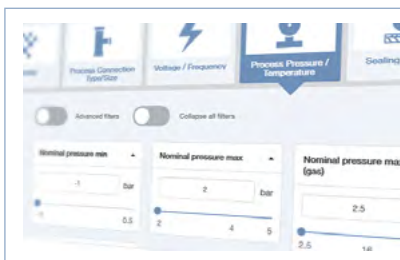 Process Connection
Type/Size
Voltage / Frequency
Process Pressure /
Temperature
Sealing
Advanced filters
Collapse all filters
Nominal pressure min
-1
bar
-1
0.5
Nominal pressure max
2
bar
2
4
5
Nominal pressure max
(gas)
2.5
2.5
16